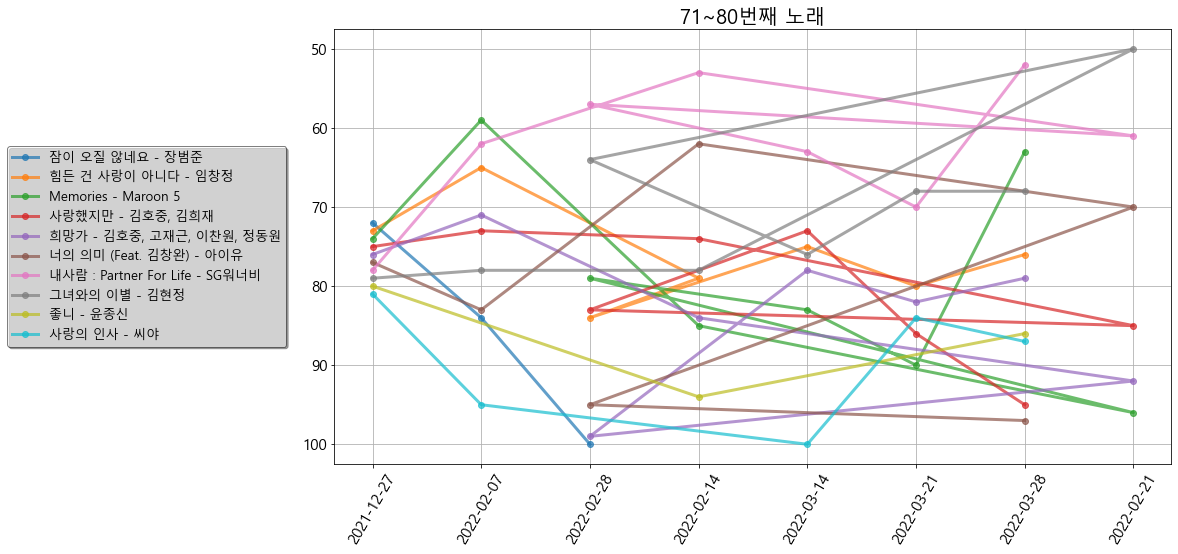 71~80번째 노래
50
60
70
80
90
100
잠이 오질 않네요 - 장범준
힘든 건 사랑이 아니다 - 임창정
Memories - Maroon 5
사랑했지만 - 김호중, 김희재
희망가 - 김호중, 고재근, 이찬원, 정동원
너의 의미 (Feat. 김창완) - 아이유
내사람 : Partner For Life - SG워너비
그녀와의 이별 - 김현정
좋니 - 윤종신
사랑의 인사 - 씨야
2021-12-27
2022-02-07
2022-02-28
2022-02-14
2022-03-14
2022-03-21
2022-03-28
2022-02-21